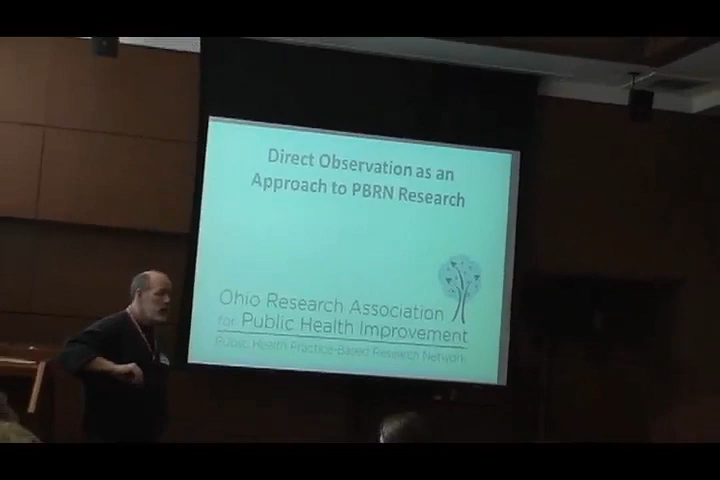 Direct Observation as an
Approach to PBRN Research
Ohio Research Association
for Public Health Improvement
Public Health Practice-Based Research Network